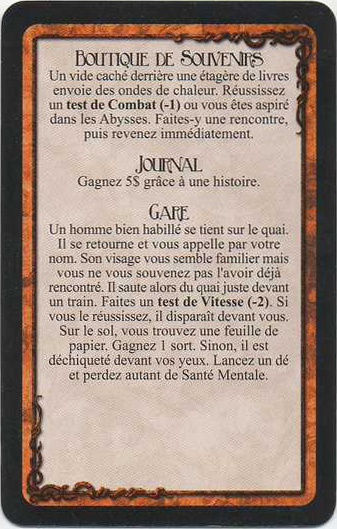 Boutique de Souvenirs
Un vide caché derrière une étagère de livres
envoie des ondes de chaleur. Réussissez
un test de Combat (-1) ou vous êtes aspiré
dans les Abysses. Faites-y une rencontre,
puis revenez immédiatement.
Journal
Gagnez 5$ grâce à une histoire.
Gare
Un homme bien habillé se tient sur le quai.
Il se retourne et vous appelle par votre
nom. Son visage vous semble familier mais
vous ne vous souvenez pas l'avoir déjà
rencontré. Il saute alors du quai juste devant
un train. Faites un test de Vitesse (-2). Si
vous le réussissez, il disparaît devant vous.
Sur le sol, vous trouvez une feuille de
papier. Gagnez 1 sort. Sinon, il est
déchiqueté devant vos yeux. Lancez un dé
et perdez autant de Santé Mentale.